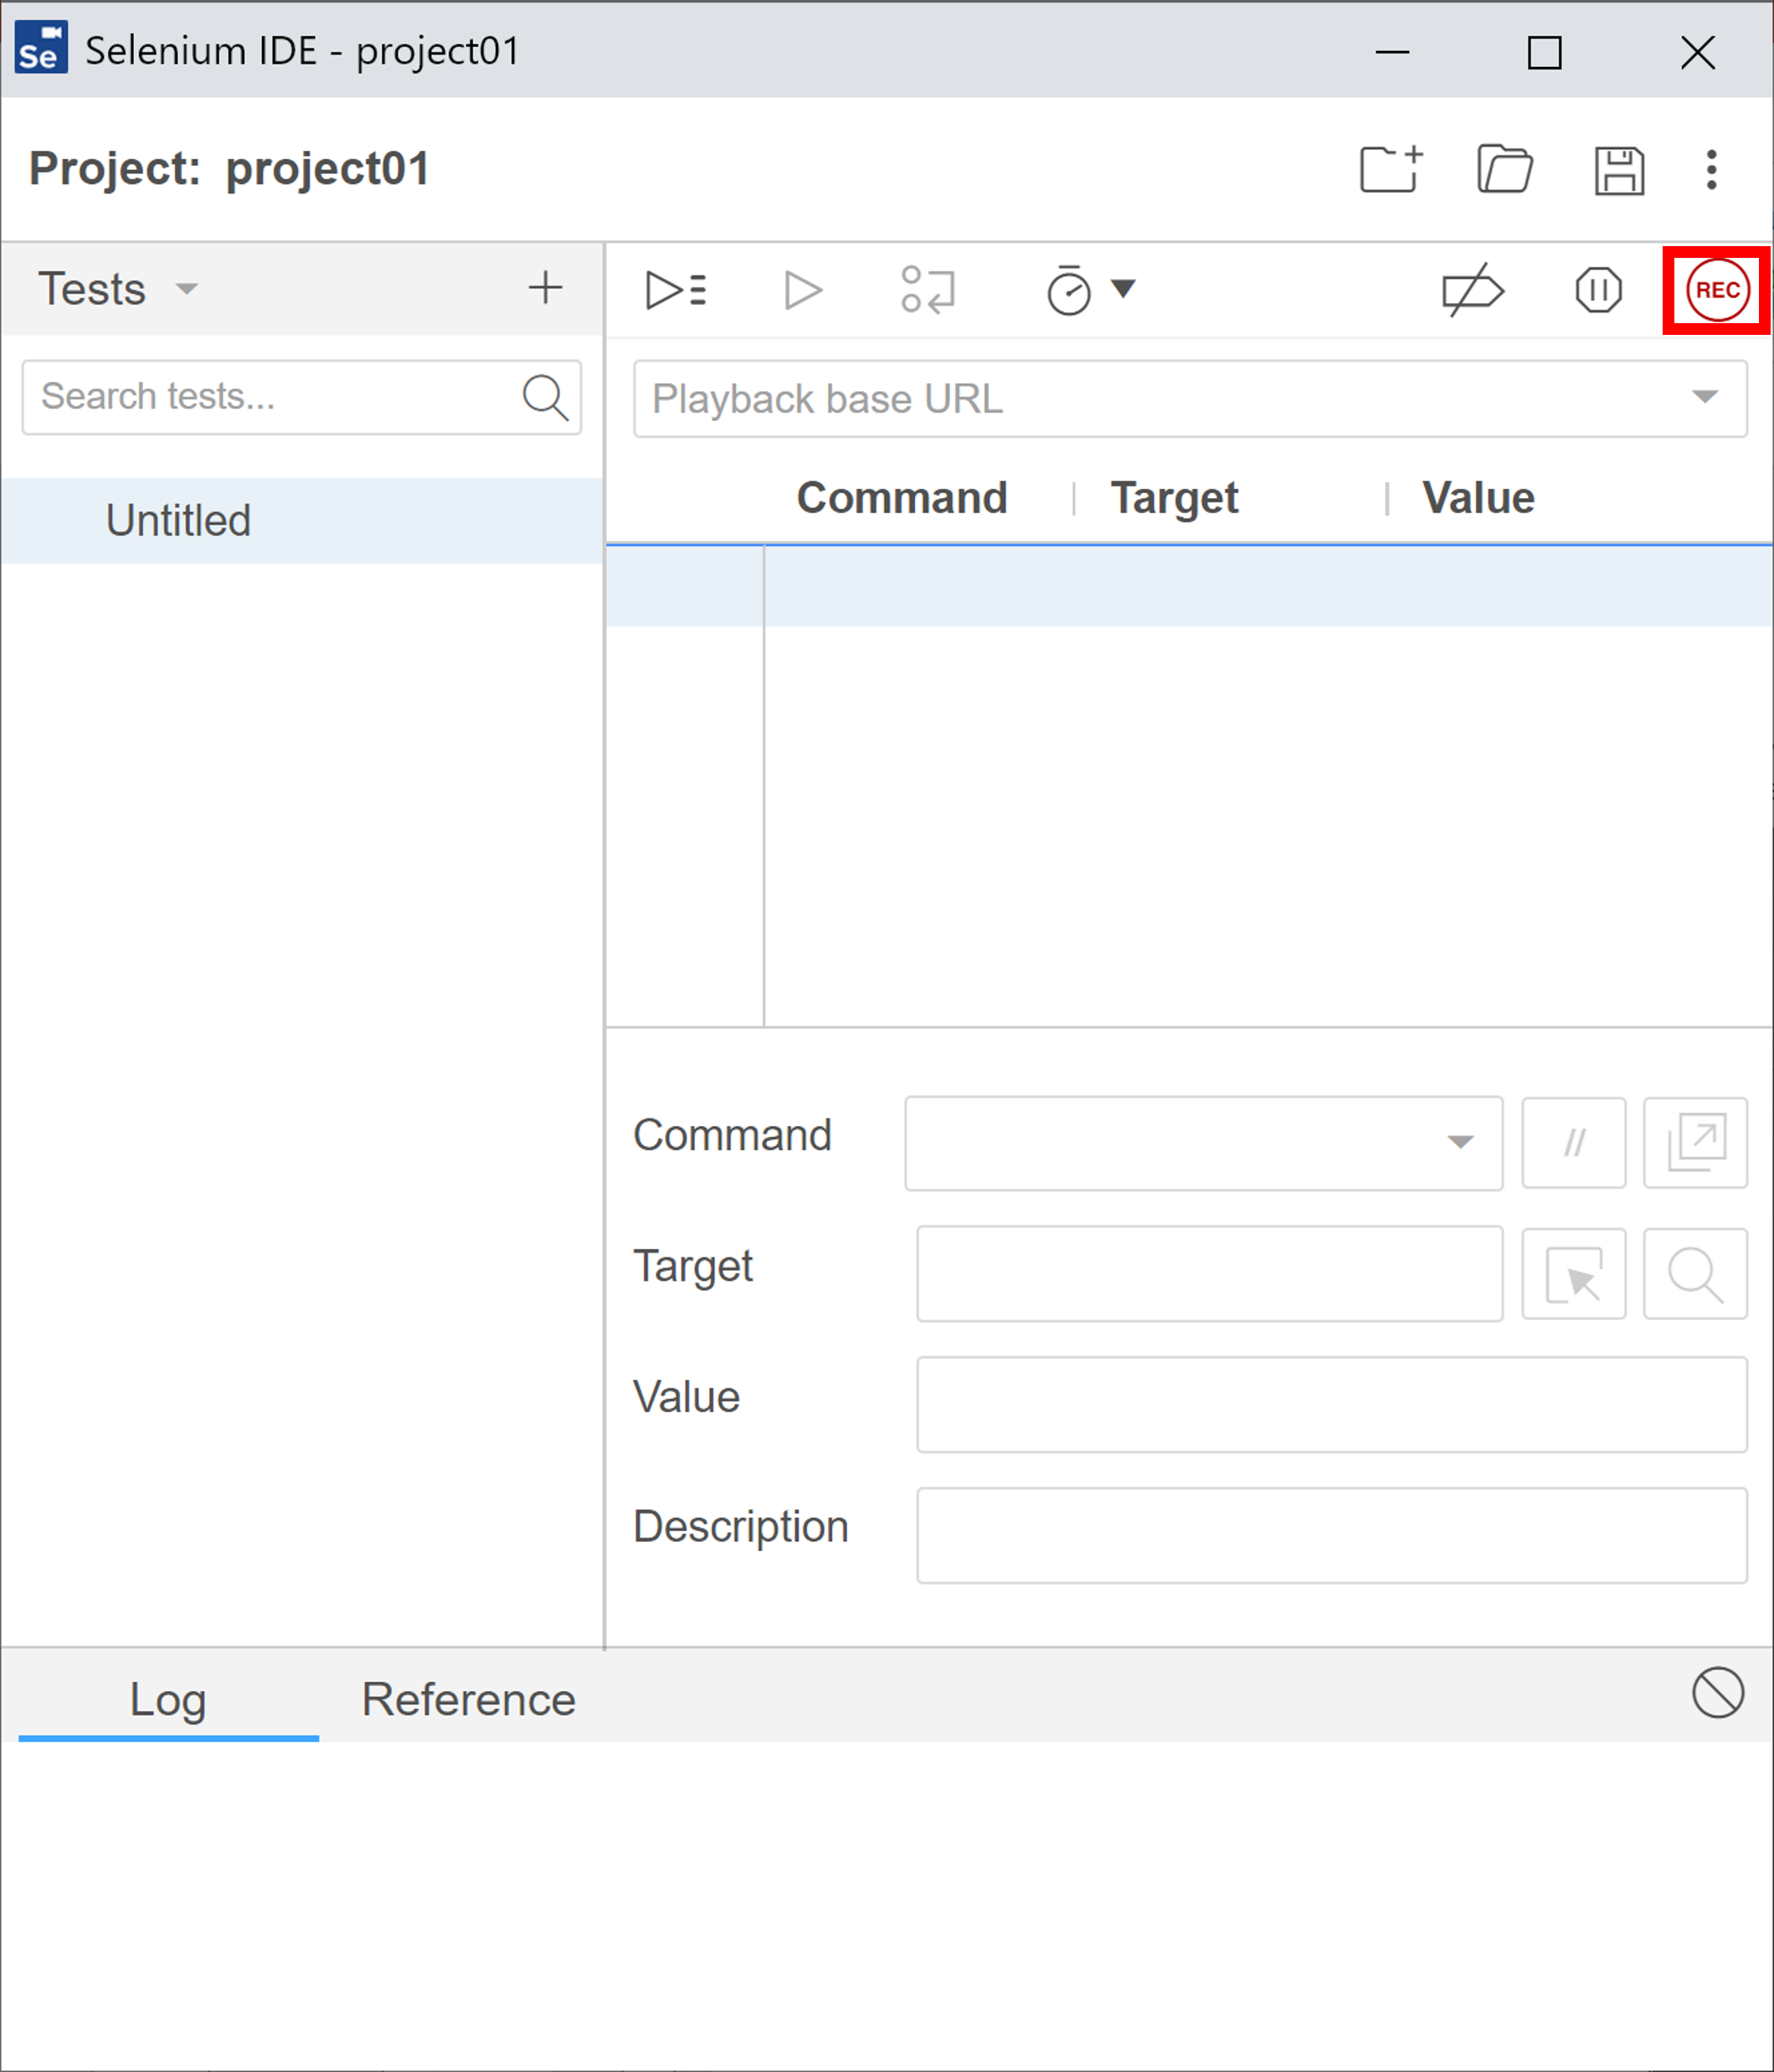 Se Selenium IDE - project01
Project: project01
Tests
REC
Search tests...
Playback base URL
Command Target Value
Untitled
Command //
Target
Value
Description
Log Reference